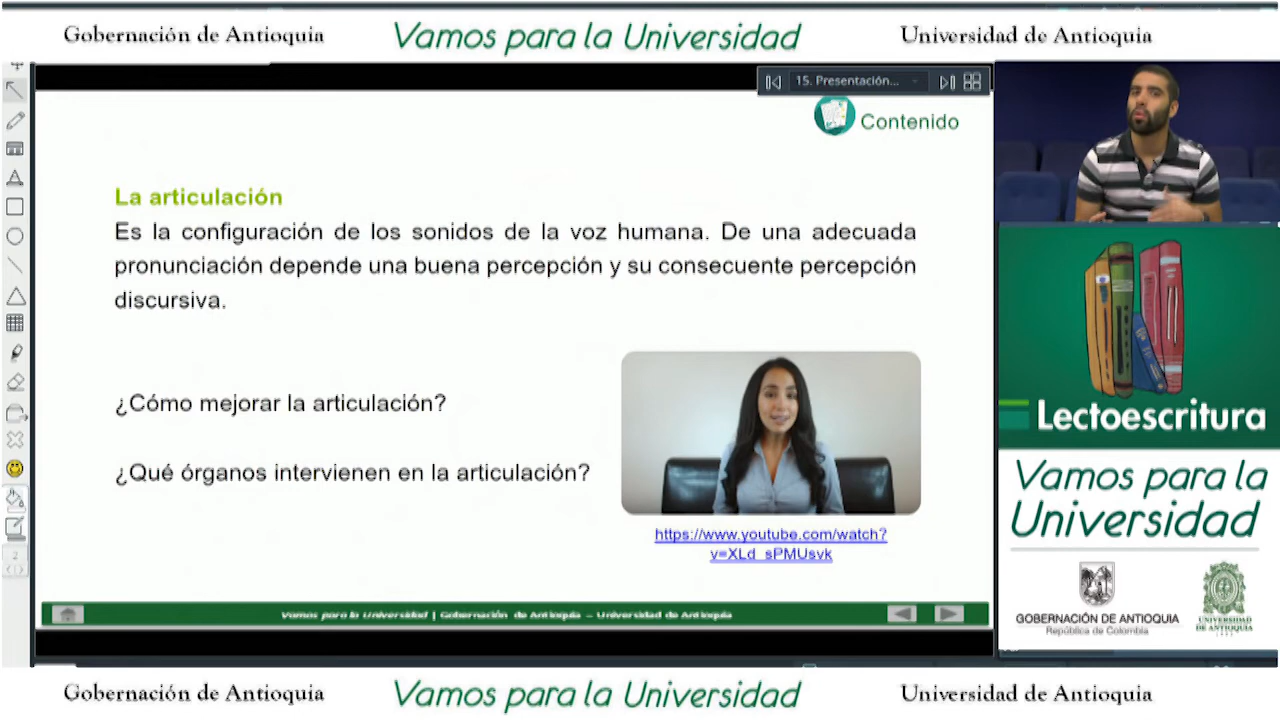 Gobernación de Antioquia
Vamos para la Universidad
Universidad de Antioquia
15. Presentación...
Contenido
La articulación
Es la configuración de los sonidos de la voz humana. De una adecuada
pronunciación depende una buena percepción y su consecuente percepción
discursiva.
¿Cómo mejorar la articulación?
¿Qué órganos intervienen en la articulación?
https://www.youtube.com/watch?
v=XLd_sPMUsvk
Vamos para la Universidad | Gobernación de Antioquia – Universidad de Antioquia
Lectoescritura
Vamos para la
Universidad
GOBERNACIÓN DE ANTIOQUIA
República de Colombia
UNIVERSIDAD
DE ANTIOQUIA
Gobernación de Antioquia
Vamos para la Universidad
Universidad de Antioquia